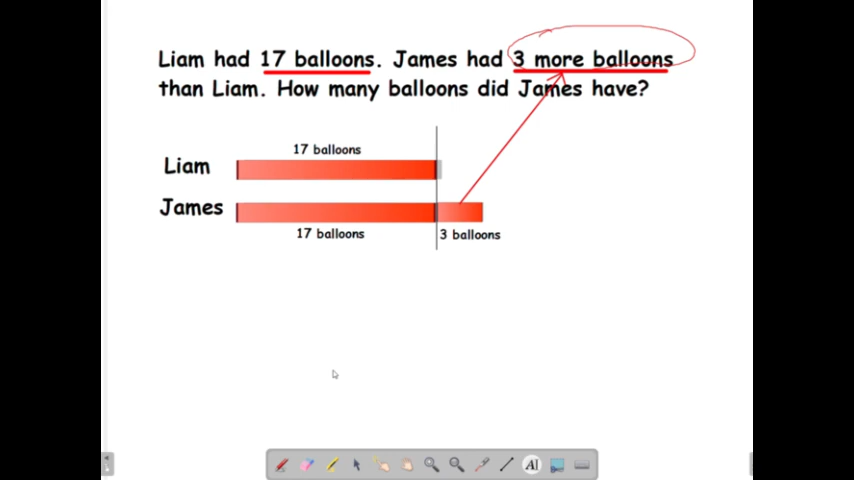 Liam had 17 balloons. James had 3 more balloons
than Liam. How many balloons did James have?
17 balloons
Liam
James
17 balloons 3 balloons
A